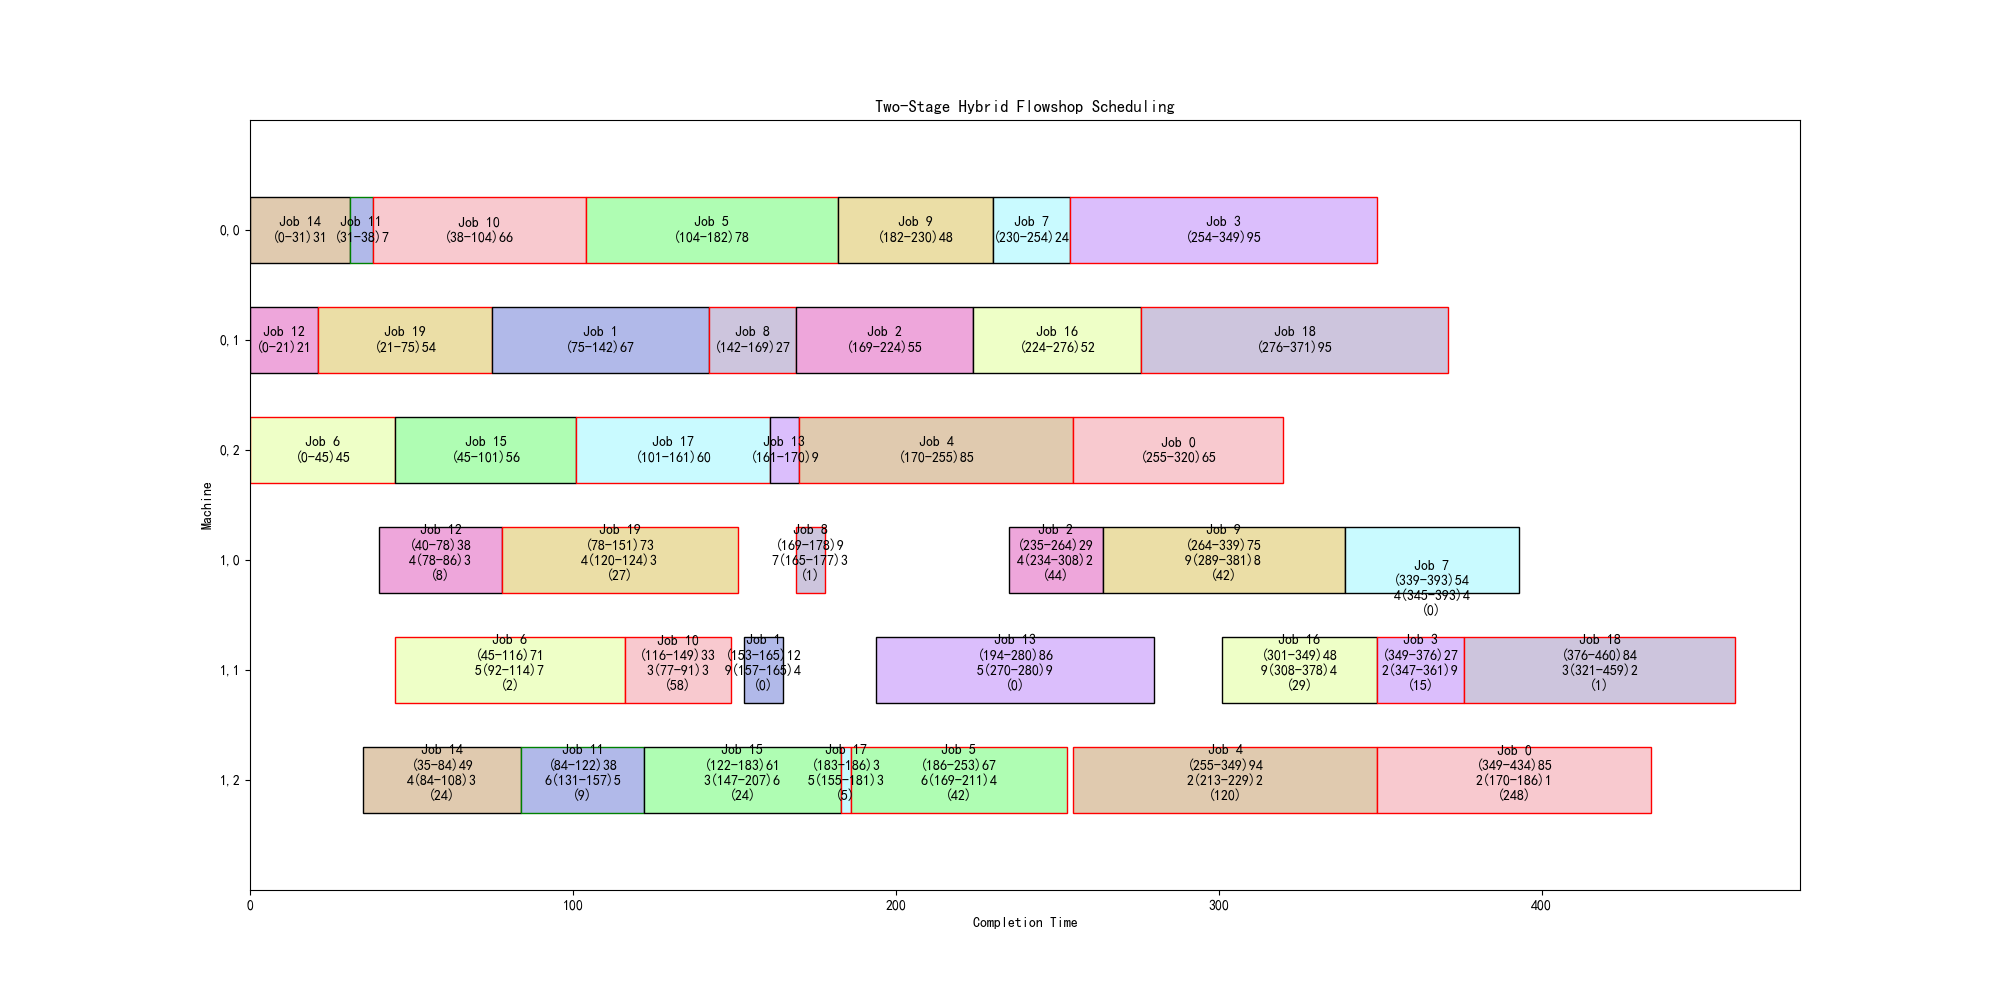 Two-Stage Hybrid Flowshop Scheduling
Machine
0,0
Job 14
(0-31)31
Job 11
(31-38)7
Job 10
(38-104)66
Job 5
(104-182)78
Job 9
(182-230)48
Job 7
(230-254)24
Job 3
(254-349)95
0,1
Job 12
(0-21)21
Job 19
(21-75)54
Job 1
(75-142)67
Job 8
(142-169)27
Job 2
(169-224)55
Job 16
(224-276)52
Job 18
(276-371)95
0,2
Job 6
(0-45)45
Job 15
(45-101)56
Job 17
(101-161)60
Job 13
(161-170)9
Job 4
(170-255)85
Job 0
(255-320)65
1,0
Job 12
(40-78)38
4(78-86)3
(8)
Job 19
(78-151)73
4(120-124)3
(27)
Job 8
(169-178)9
7(165-177)3
(1)
Job 2
(235-264)29
4(234-308)2
(44)
Job 9
(264-339)75
9(289-381)8
(42)
Job 7
(339-393)54
4(345-393)4
(0)
1,1
Job 6
(45-116)71
5(92-114)7
(2)
Job 10
(116-149)33
3(77-91)3
(58)
Job 1
(153-165)12
9(157-165)4
(0)
Job 13
(194-280)86
5(270-280)9
(0)
Job 16
(301-349)48
9(308-378)4
(29)
Job 3
(349-376)27
2(347-361)9
(15)
Job 18
(376-460)84
3(321-459)2
(1)
1,2
Job 14
(35-84)49
4(84-108)3
(24)
Job 11
(84-122)38
6(131-157)5
(9)
Job 15
(122-183)61
3(147-207)6
(24)
Job 17
(183-186)3
5(155-181)3
(5)
Job 5
(186-253)67
6(169-211)4
(42)
Job 4
(255-349)94
2(213-229)2
(120)
Job 0
(349-434)85
2(170-186)1
(248)
0
100
200
300
400
Completion Time